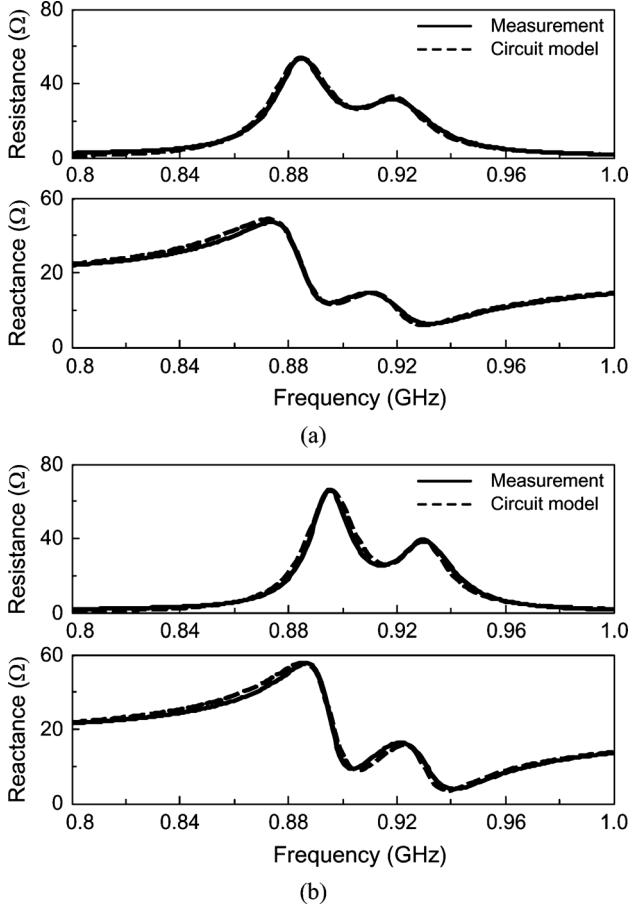 80
Measurement
Circuit model
40
0
Resistance (Ω)
0.8 0.84 0.88 0.92 0.96 1.0
60
20
0
Reactance (Ω)
0.8 0.84 0.88 0.92 0.96 1.0
Frequency (GHz)
(a)
80
Measurement
Circuit model
40
0
Resistance (Ω)
0.8 0.84 0.88 0.92 0.96 1.0
60
20
0
Reactance (Ω)
0.8 0.84 0.88 0.92 0.96 1.0
Frequency (GHz)
(b)